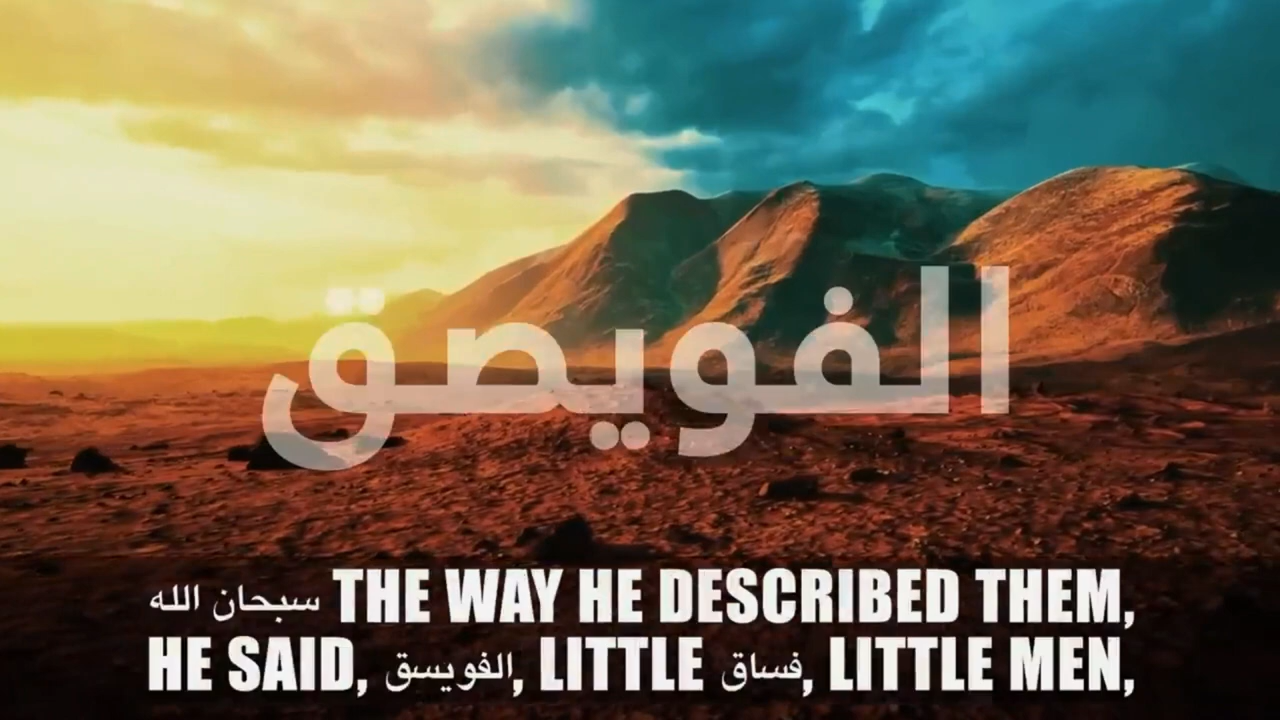 الفويصق
سبحان الله THE WAY HE DESCRIBED THEM,
HE SAID, الفويسق, LITTLE فساق, LITTLE MEN,